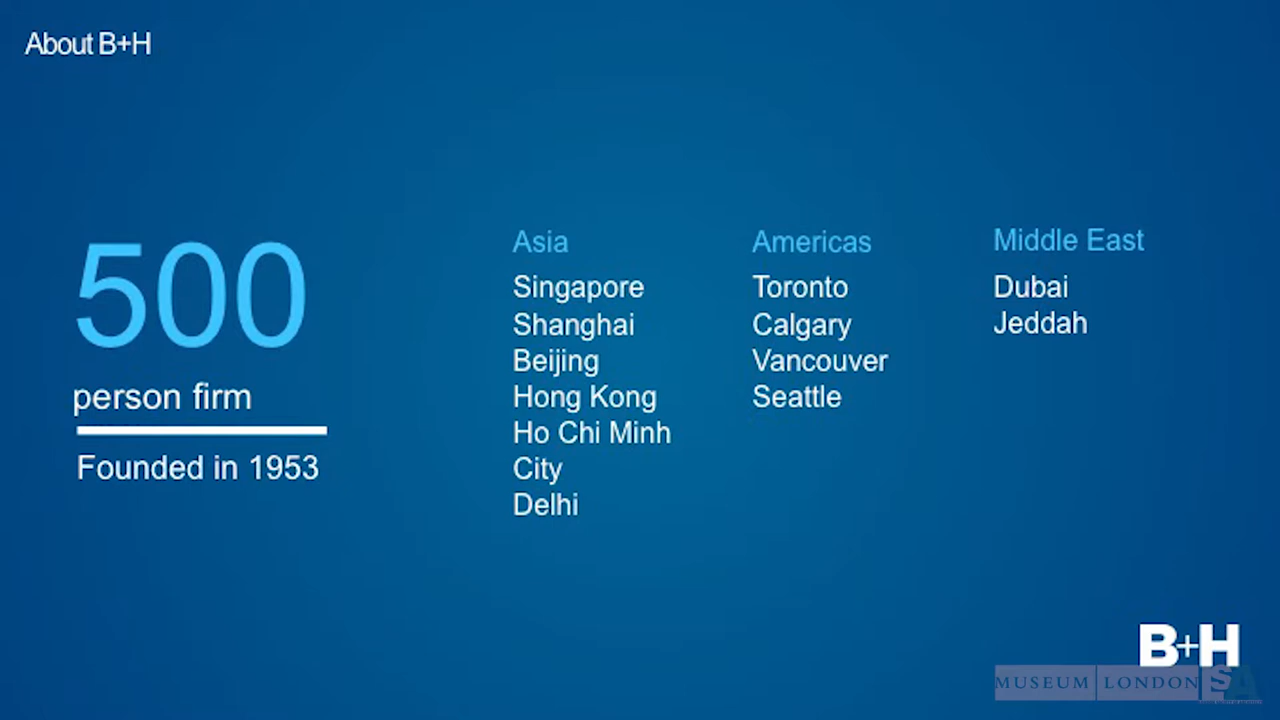 About B+H
500
person firm
Founded in 1953
Asia
Singapore
Shanghai
Beijing
Hong Kong
Ho Chi Minh
City
Delhi
Americas
Toronto
Calgary
Vancouver
Seattle
Middle East
Dubai
Jeddah
B+H
MUSEUM LONDON SA